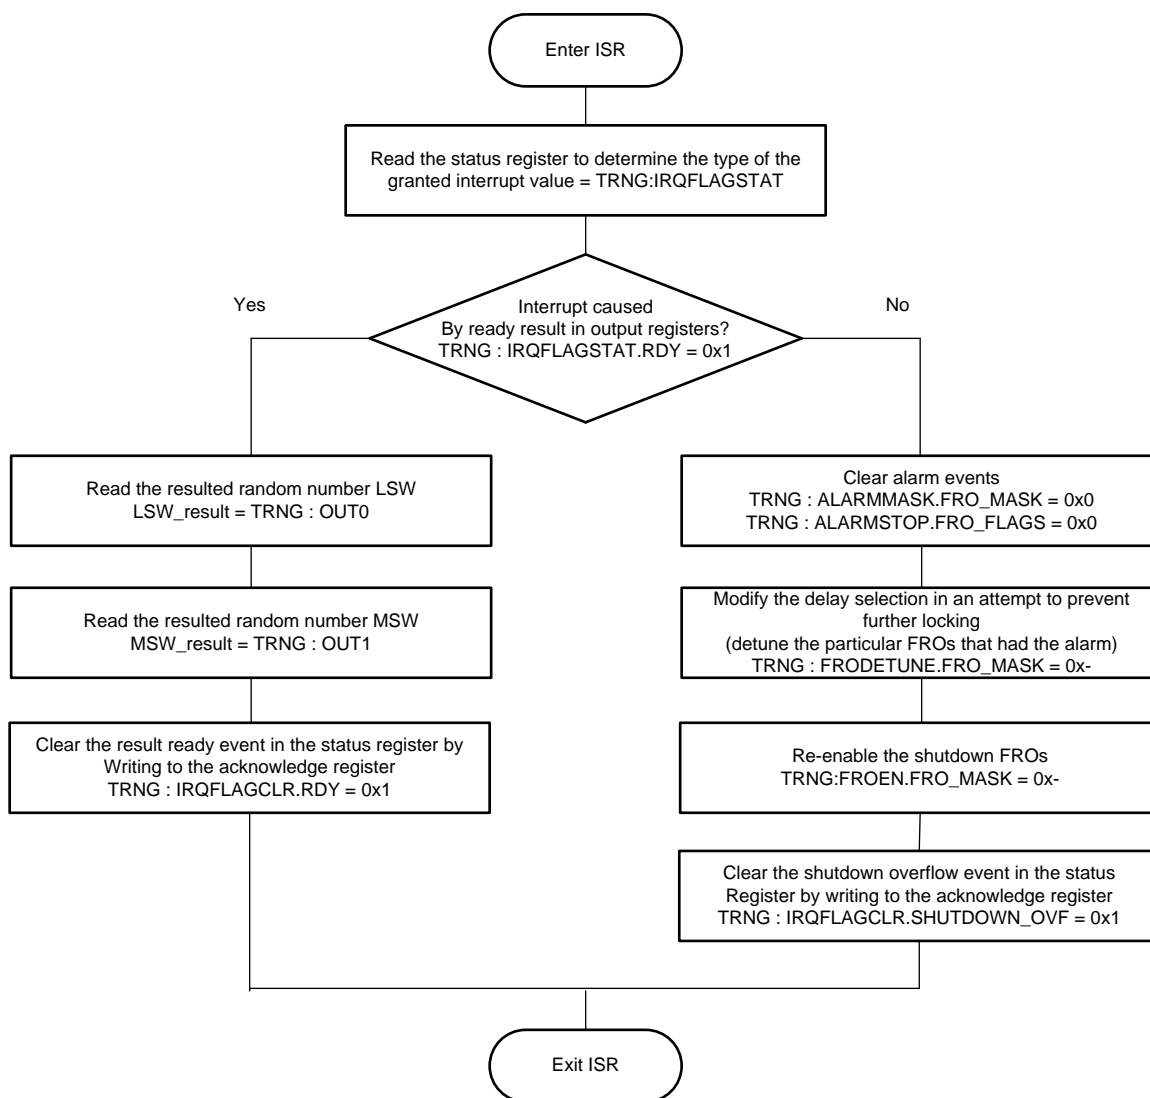 Enter ISR
Read the status register to determine the type of the
granted interrupt value = TRNG:IRQFLAGSTAT
Yes
No
Interrupt caused
By ready result in output registers?
TRNG : IRQFLAGSTAT.RDY = 0x1
Read the resulted random number LSW
LSW_result = TRNG : OUT0
Read the resulted random number MSW
MSW_result = TRNG : OUT1
Clear the result ready event in the status register by
Writing to the acknowledge register
TRNG : IRQFLAGCLR.RDY = 0x1
Clear alarm events
TRNG : ALARMMASK.FRO_MASK = 0x0
TRNG : ALARMSTOP.FRO_FLAGS = 0x0
Modify the delay selection in an attempt to prevent
further locking
(detune the particular FROs that had the alarm)
TRNG : FRODETUNE.FRO_MASK = 0x-
Re-enable the shutdown FROs
TRNG:FROEN.FRO_MASK = 0x-
Clear the shutdown overflow event in the status
Register by writing to the acknowledge register
TRNG : IRQFLAGCLR.SHUTDOWN_OVF = 0x1
Exit ISR